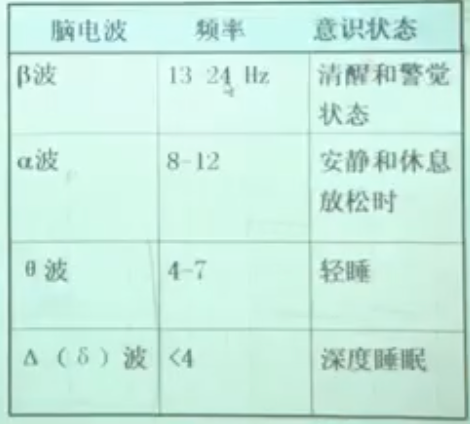 脑电波 频率 意识状态
β波 13 24 Hz 清醒和警觉
状态
α波 8-12 安静和休息
放松时
θ波 4-7 轻睡
Δ（δ）波 <4 深度睡眠